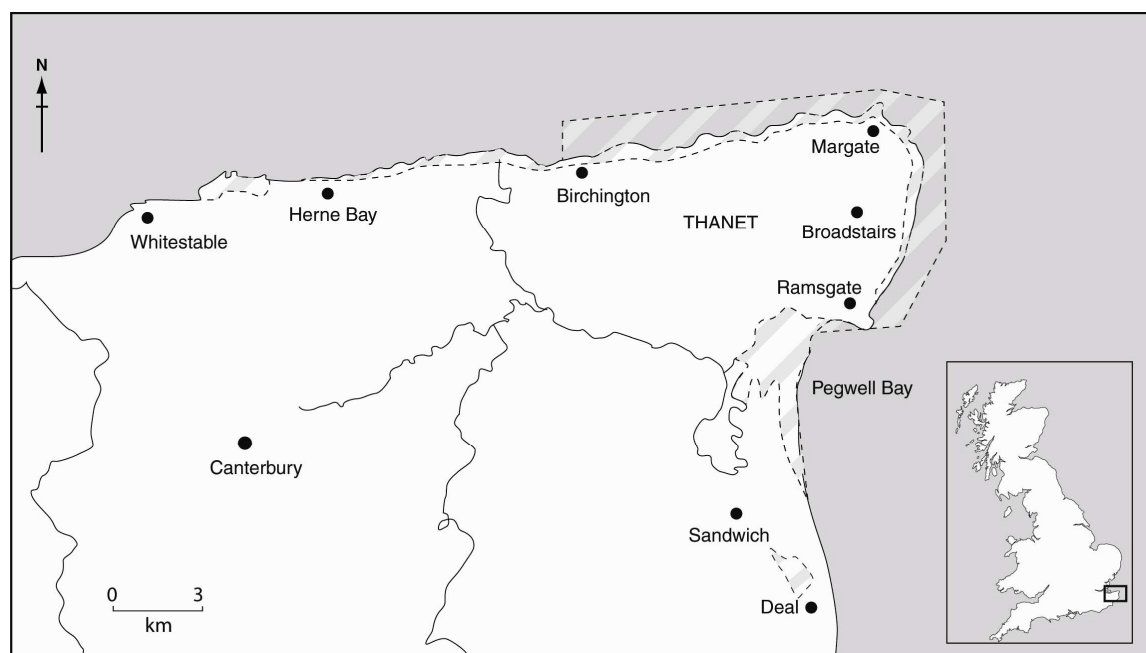 N
Margate
Birchington
Herne Bay
THANET
Whitestable
Broadstairs
Ramsgate
Pegwell Bay
Canterbury
Sandwich
0 3
km
Deal